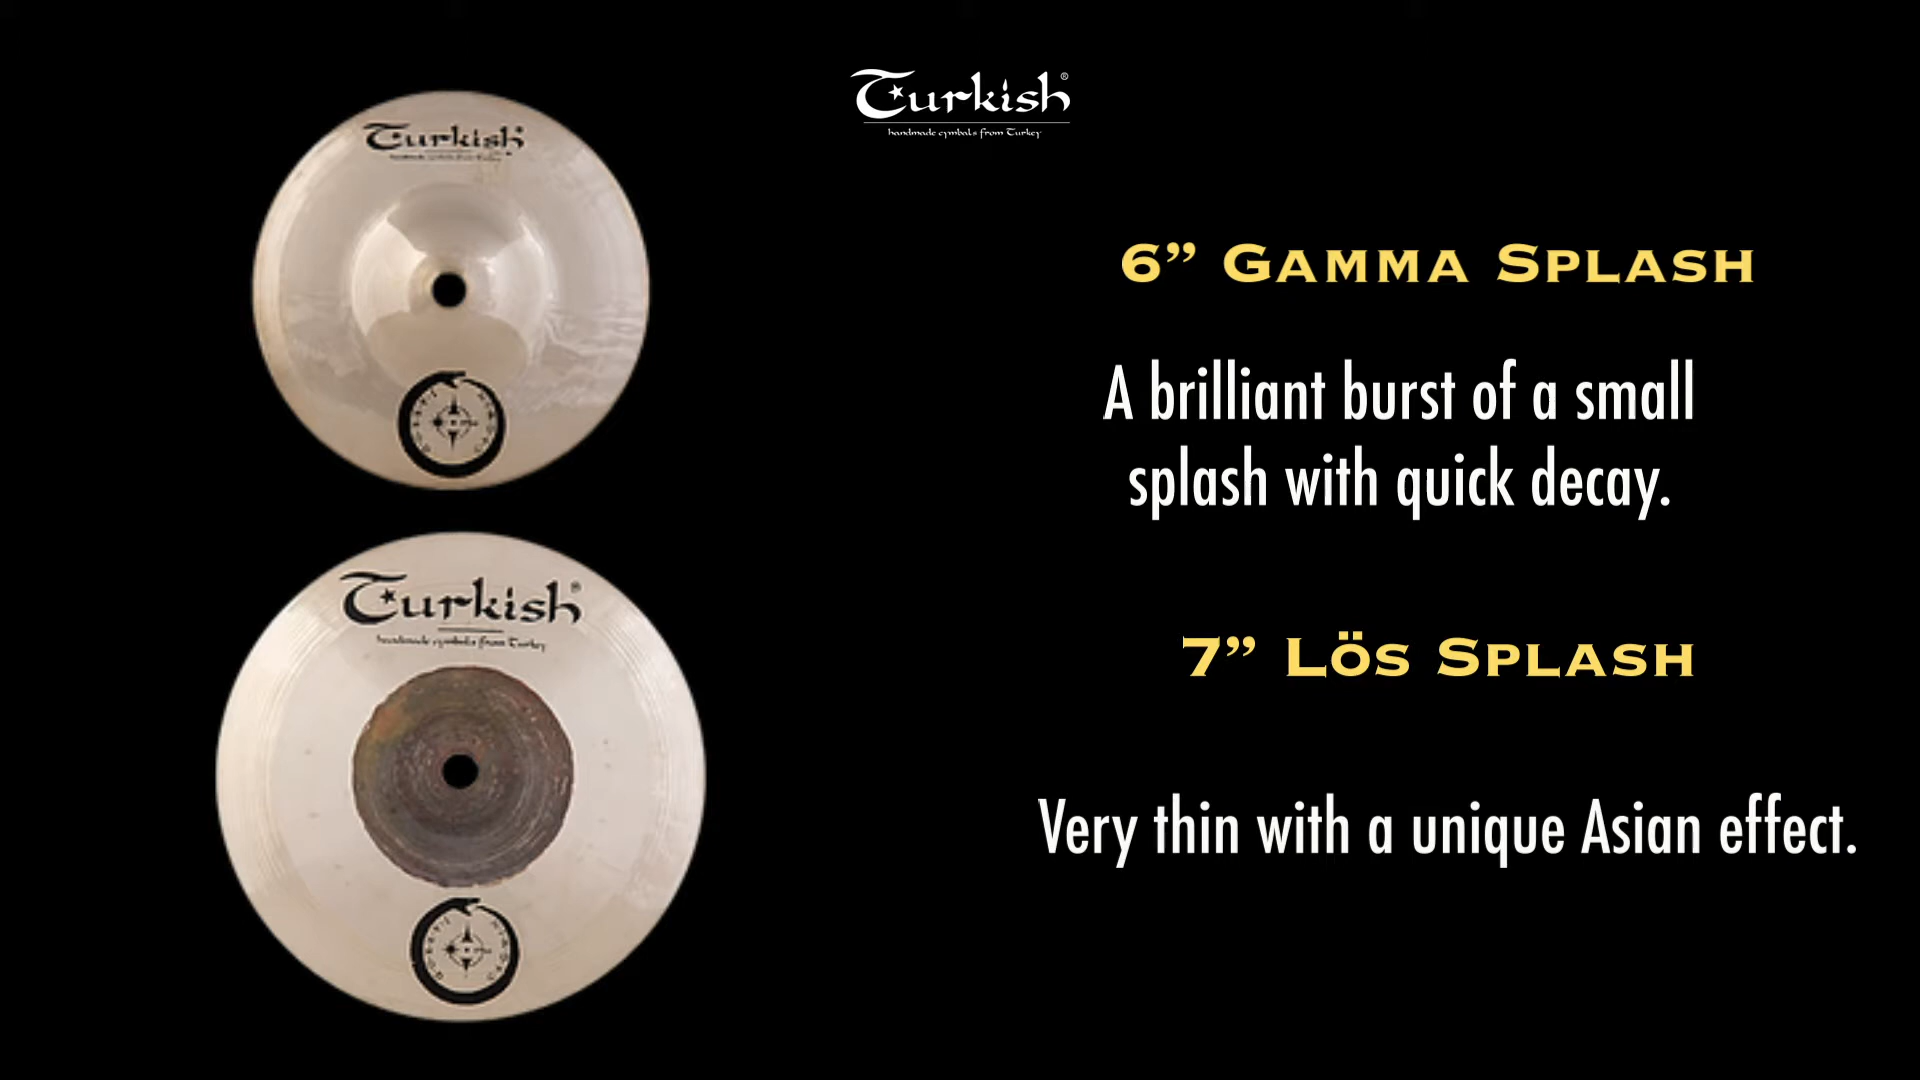 Turkish®
handmade cymbals from Turkey
Turkish
6” Gamma Splash
A brilliant burst of a small
splash with quick decay.
Turkish®
handmade cymbals from Turkey
7” Lös Splash
Very thin with a unique Asian effect.